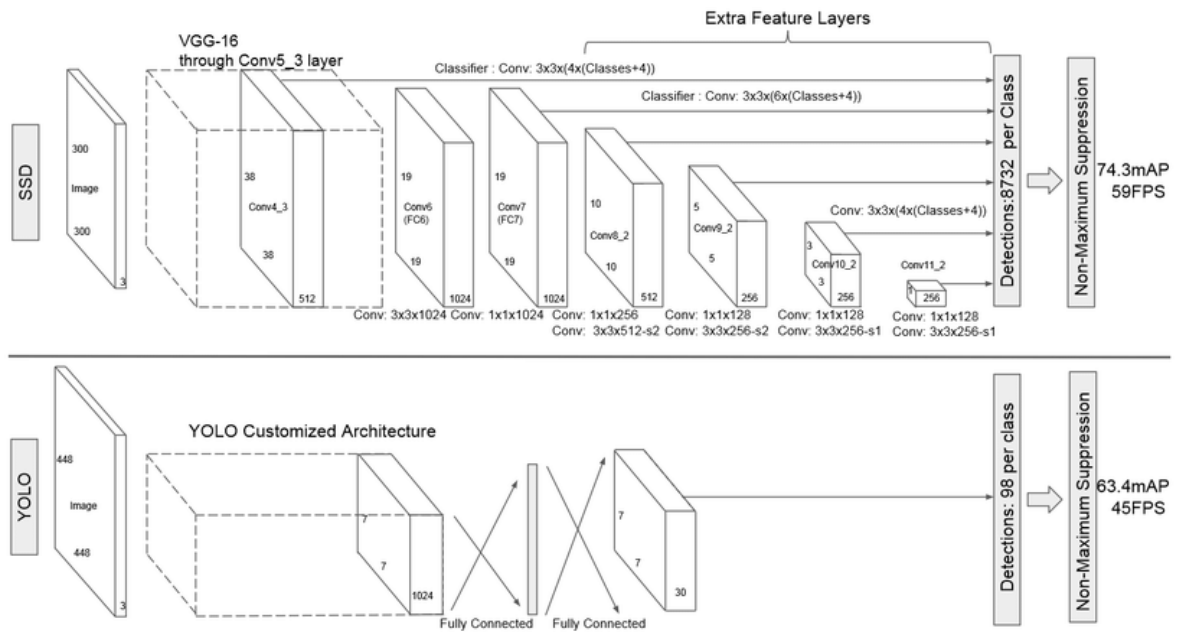 Extra Feature Layers
VGG-16
through Conv5_3 layer
Classifier : Conv: 3x3x(4x(Classes+4))
Classifier : Conv: 3x3x(6x(Classes+4))
SSD
300
Image
300
3
38
Conv4_3
38
512
19
Conv6
(FC6)
19
1024
19
Conv7
(FC7)
19
1024
10
Conv8_2
10
512
5
Conv9_2
5
256
Conv: 3x3x(4x(Classes+4))
3
Conv10_2
3
256
Conv11_2
1
256
Detections:8732 per Class
Non-Maximum Suppression
74.3mAP
59FPS
Conv: 3x3x1024
Conv: 1x1x1024
Conv: 1x1x256
Conv: 3x3x512-s2
Conv: 1x1x128
Conv: 3x3x256-s2
Conv: 1x1x128
Conv: 3x3x256-s1
Conv: 1x1x128
Conv: 3x3x256-s1
YOLO
448
Image
448
3
YOLO Customized Architecture
7
7
1024
Fully Connected
Fully Connected
7
7
30
Detections: 98 per class
Non-Maximum Suppression
63.4mAP
45FPS